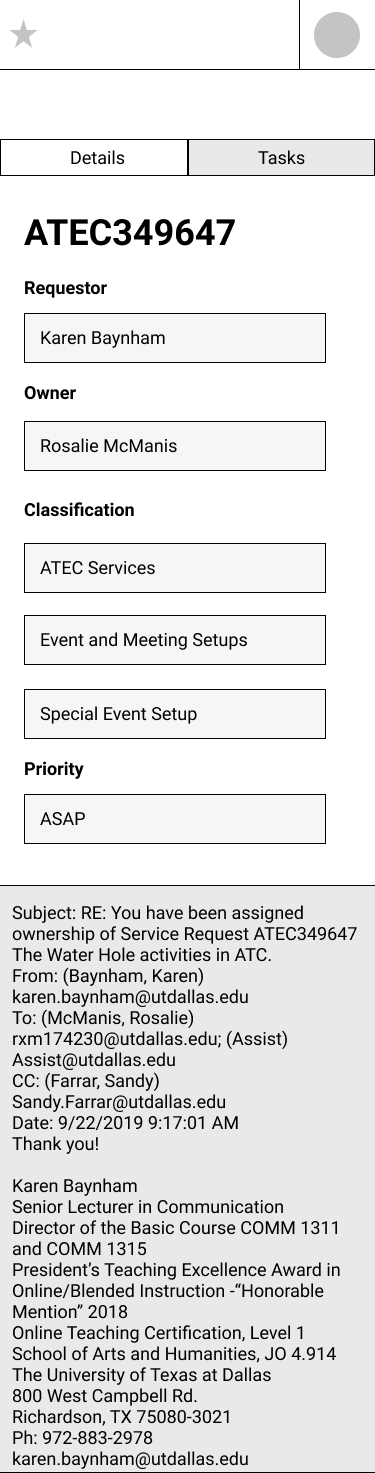 Details
Tasks
ATEC349647
Requestor
Karen Baynham
Owner
Rosalie McManis
Classification
ATEC Services
Event and Meeting Setups
Special Event Setup
Priority
ASAP
Subject: RE: You have been assigned
ownership of Service Request ATEC349647
The Water Hole activities in ATC.
From: (Baynham, Karen)
karen.baynham@utdallas.edu
To: (McManis, Rosalie)
rxm174230@utdallas.edu; (Assist)
Assist@utdallas.edu
CC: (Farrar, Sandy)
Sandy.Farrar@utdallas.edu
Date: 9/22/2019 9:17:01 AM
Thank you!
Karen Baynham
Senior Lecturer in Communication
Director of the Basic Course COMM 1311
and COMM 1315
President’s Teaching Excellence Award in
Online/Blended Instruction -“Honorable
Mention” 2018
Online Teaching Certification, Level 1
School of Arts and Humanities, JO 4.914
The University of Texas at Dallas
800 West Campbell Rd.
Richardson, TX 75080-3021
Ph: 972-883-2978
karen.baynham@utdallas.edu